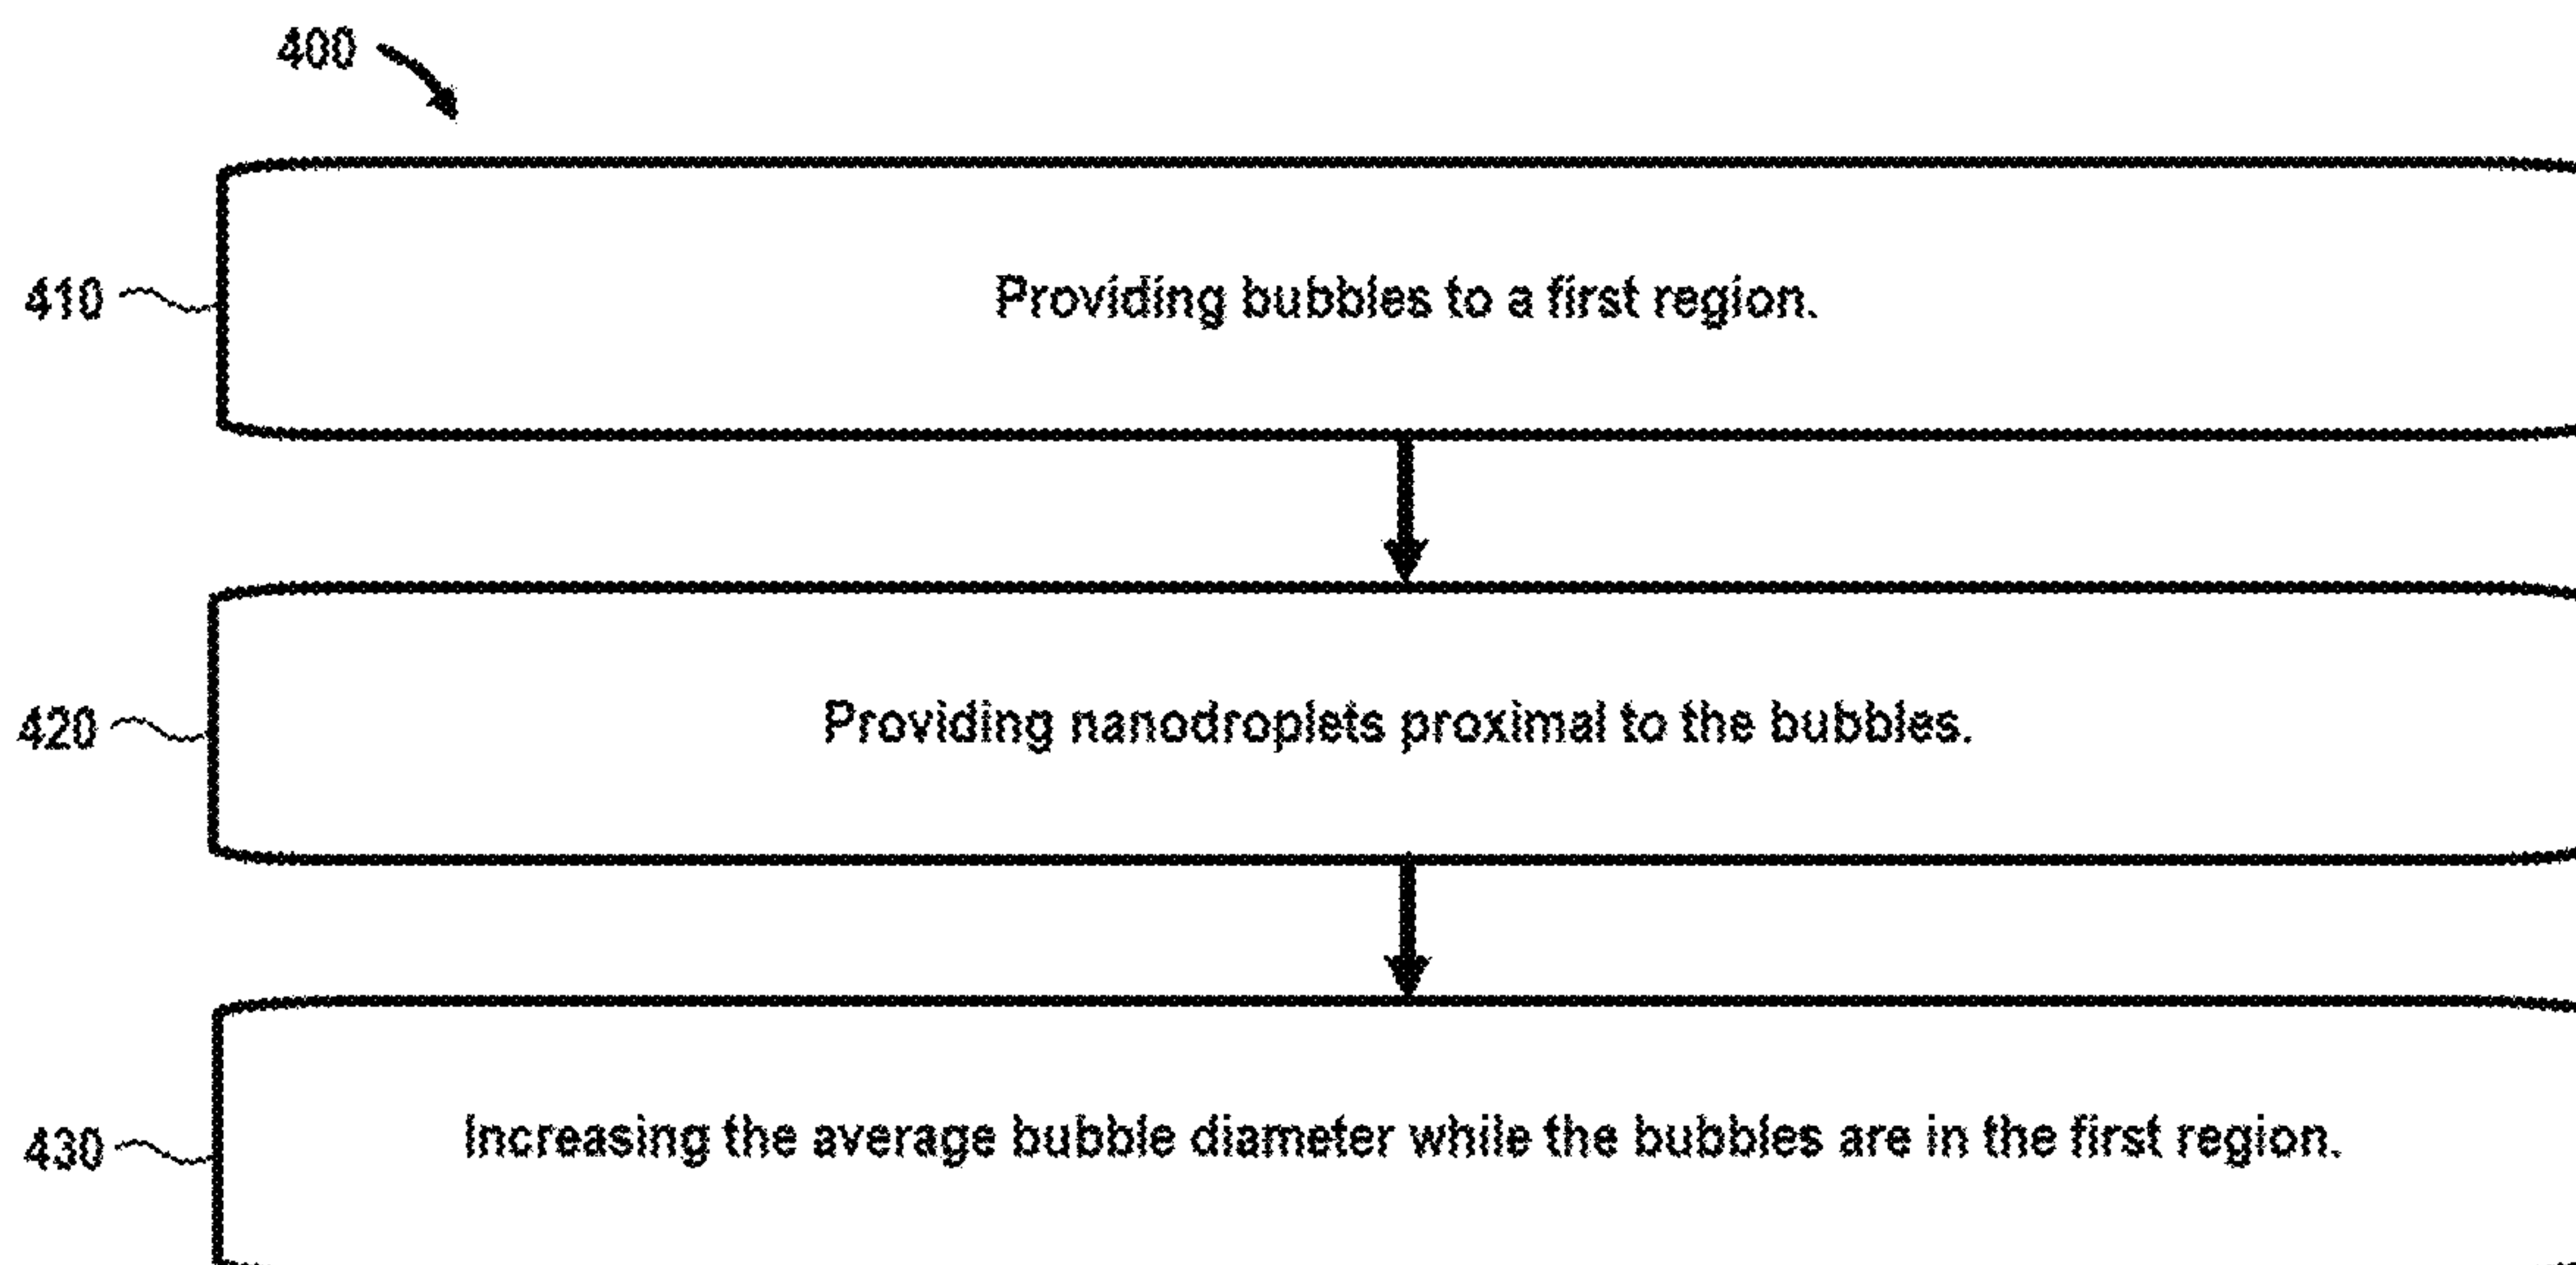 400
410
Providing bubbles to a first region.
420
Providing nanodroplets proximal to the bubbles.
430
Increasing the average bubble diameter while the bubbles are in the first region.